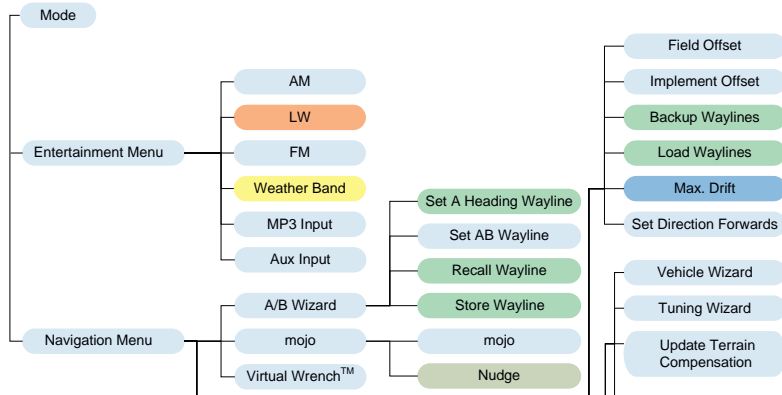 Mode
Entertainment Menu
AM
LW
FM
Weather Band
MP3 Input
Aux Input
Navigation Menu
A/B Wizard
Set A Heading Wayline
Set AB Wayline
Recall Wayline
Store Wayline
mojo
mojo
Nudge
Virtual Wrench™
Field Offset
Implement Offset
Backup Waylines
Load Waylines
Max. Drift
Set Direction Forwards
Vehicle Wizard
Tuning Wizard
Update Terrain
Compensation